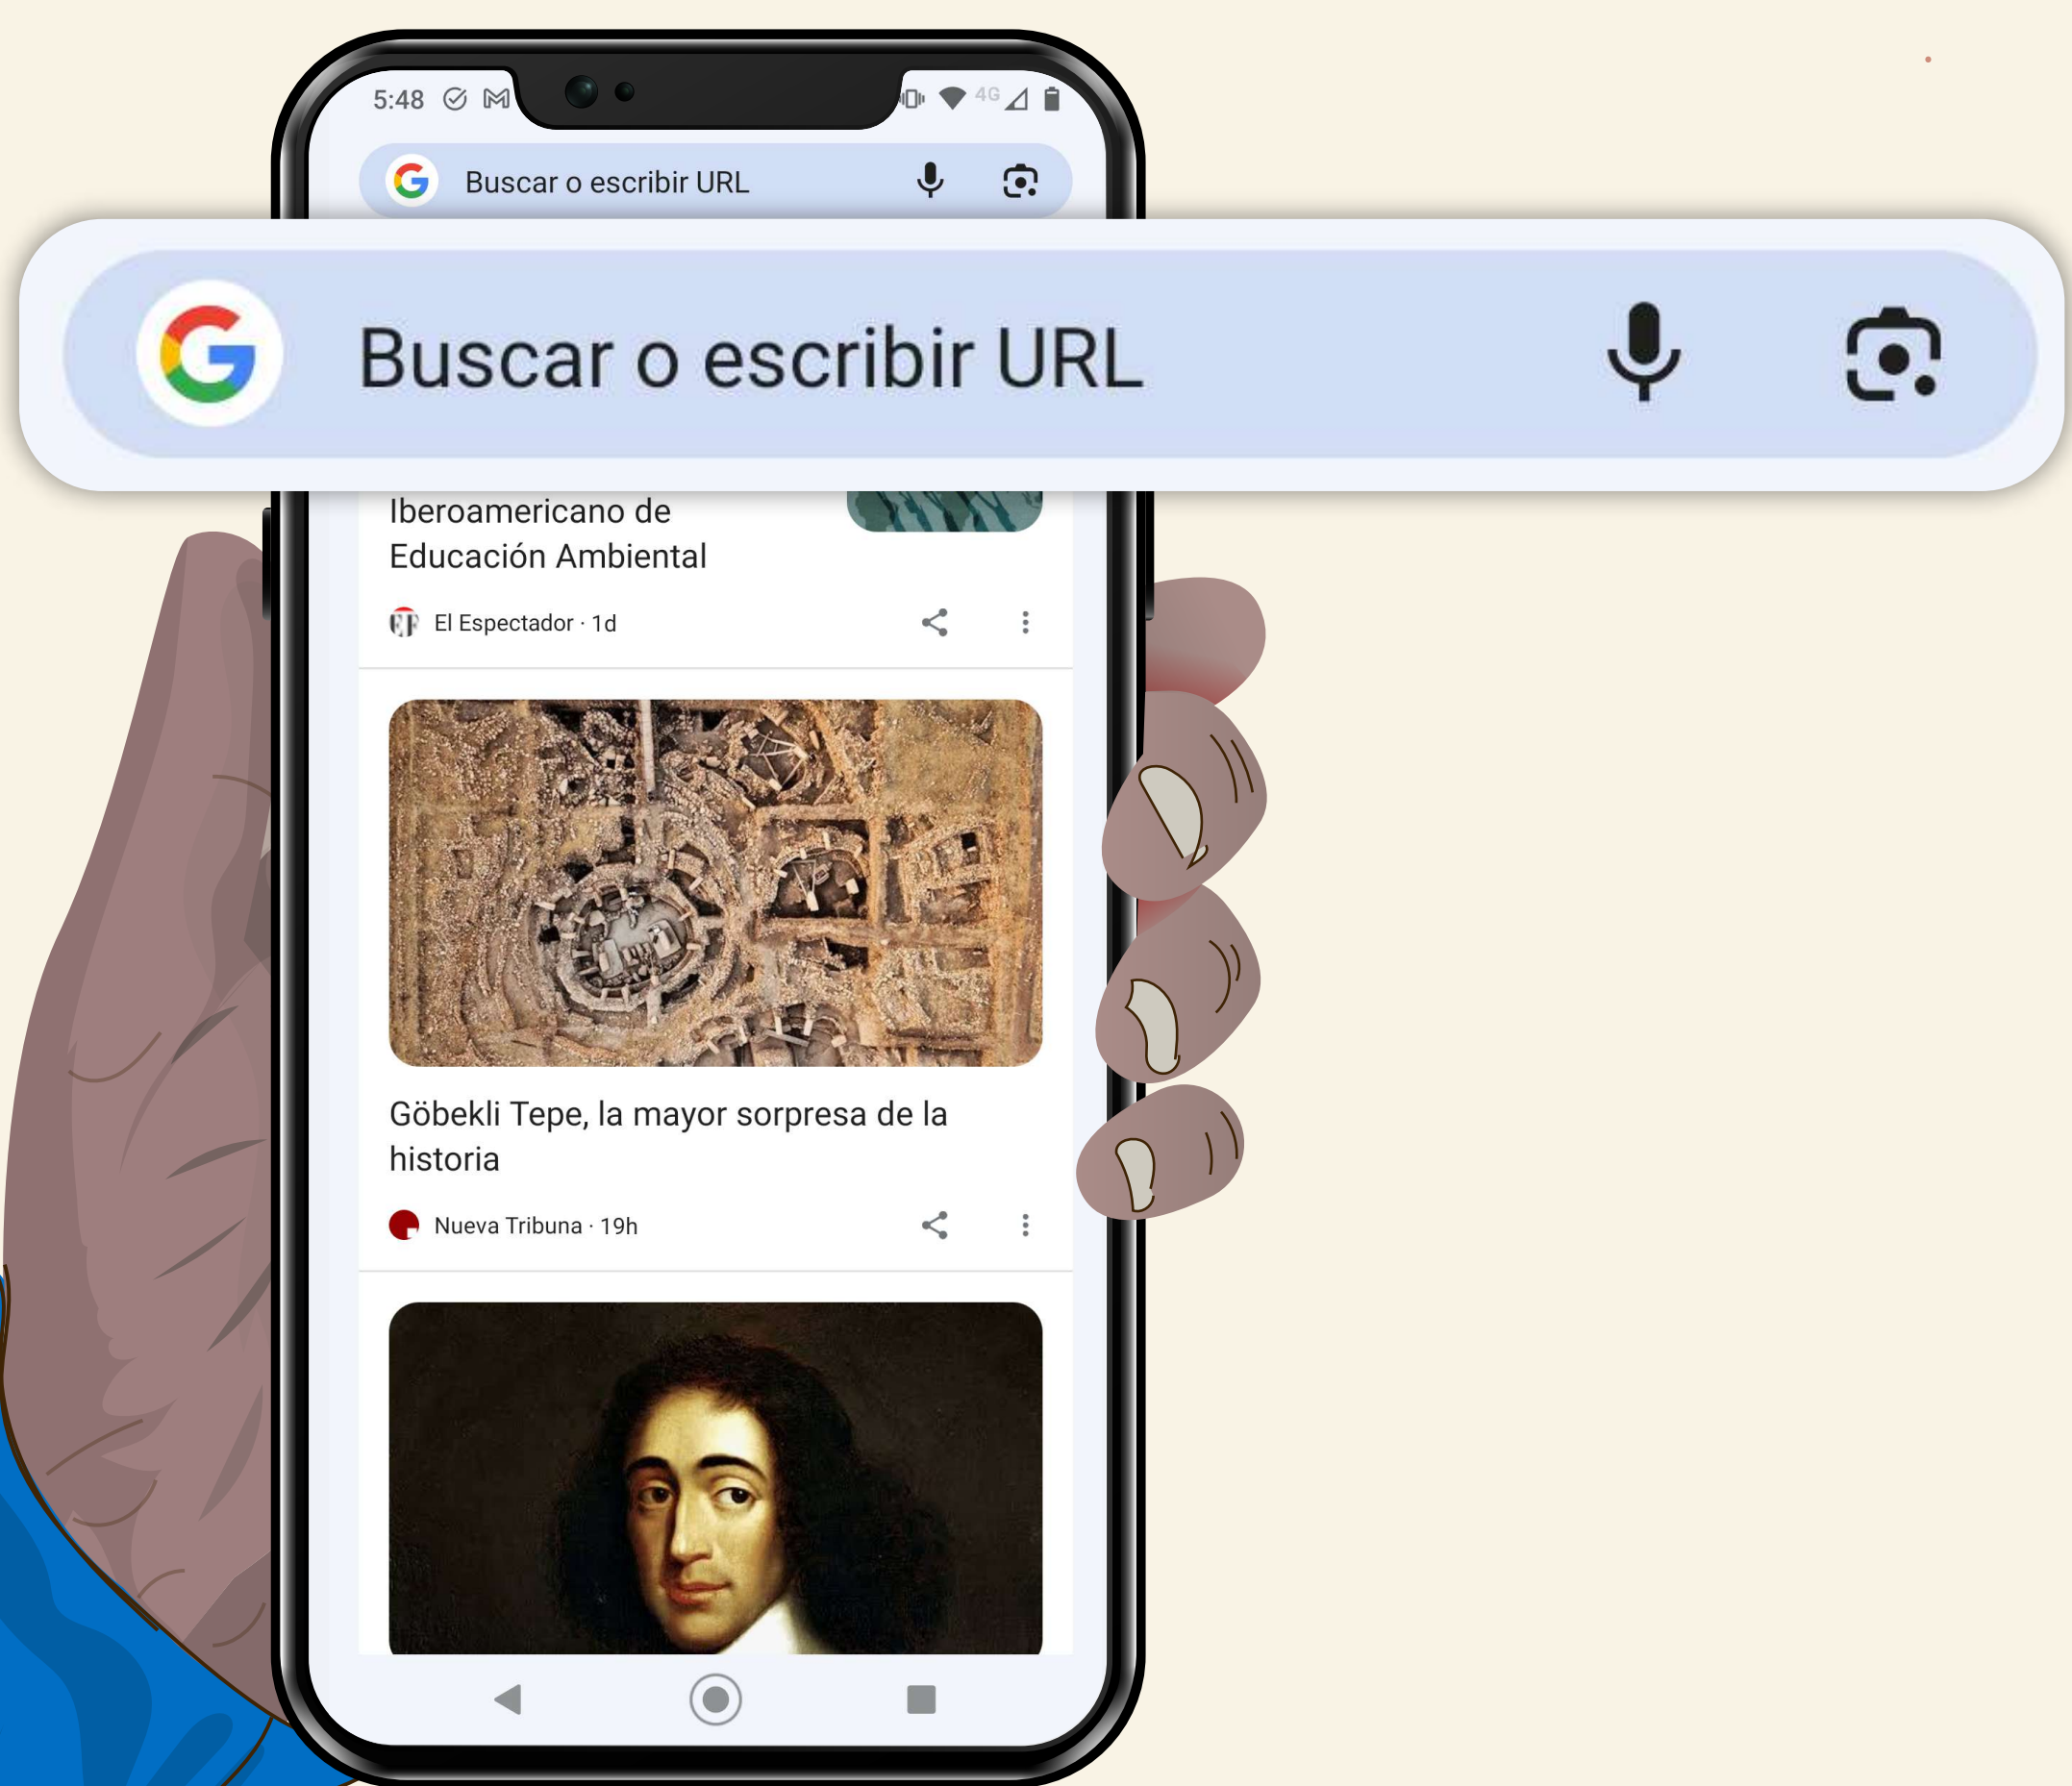 5:48
4G
Buscar o escribir URL
Buscar o escribir URL
Iberoamericano de
Educación Ambiental
El Espectador · 1d
Göbekli Tepe, la mayor sorpresa de la
historia
Nueva Tribuna · 19h